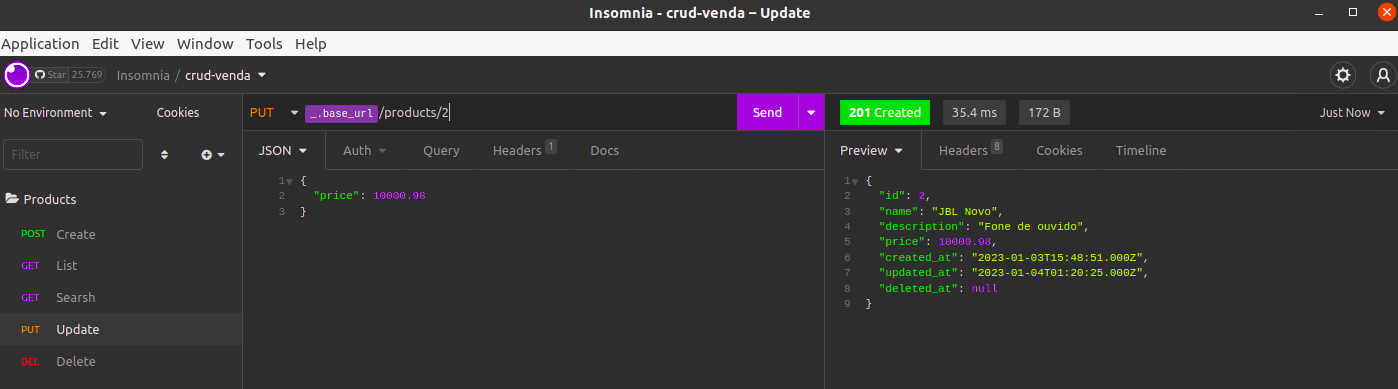 Insomnia - crud-venda – Update
Application Edit View Window Tools Help
Star 25.769 Insomnia / crud-venda
No Environment Cookies
PUT _.base_url/products/2 Send
201 Created 35.4 ms 172 B Just Now
Filter
JSON Auth Query Headers 1 Docs
Preview Headers 8 Cookies Timeline
Products
POST Create
GET List
GET Searsh
PUT Update
DEL Delete
1 {
2 "price": 10000.98
3 }
1 {
2 "id": 2,
3 "name": "JBL Novo",
4 "description": "Fone de ouvido",
5 "price": 10000.98,
6 "created_at": "2023-01-03T15:48:51.000Z",
7 "updated_at": "2023-01-04T01:20:25.000Z",
8 "deleted_at": null
9 }